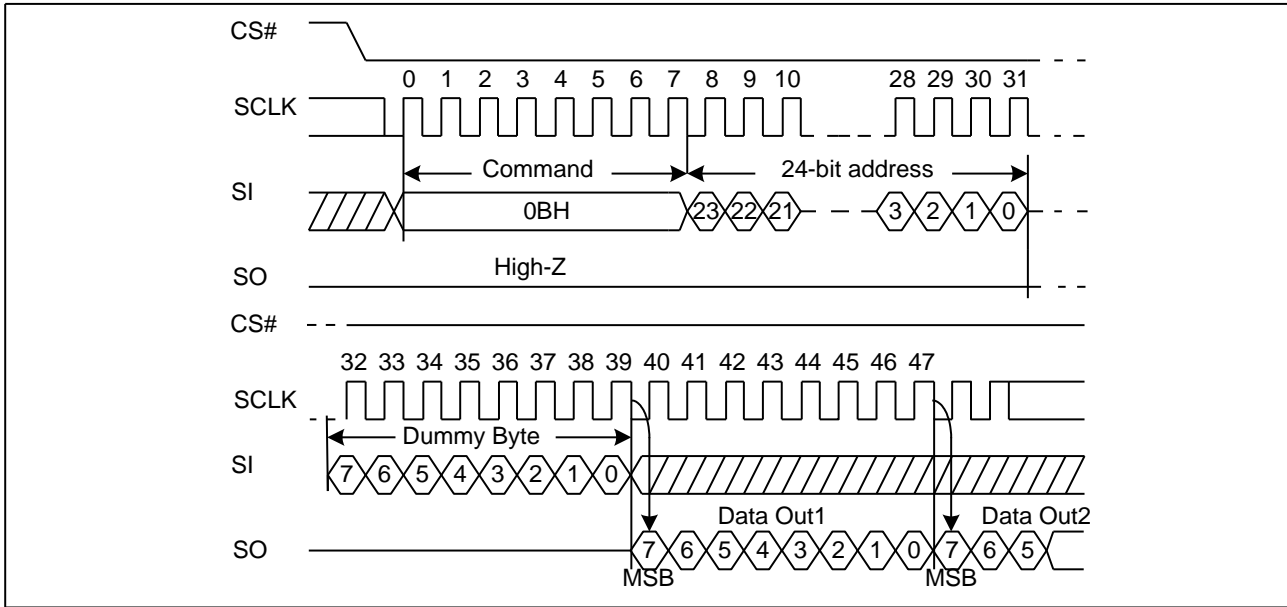 CS#
0 1 2 3 4 5 6 7 8 9 10 28 29 30 31
SCLK
Command 24-bit address
SI
0BH 23 22 21 3 2 1 0
High-Z
SO
CS#
32 33 34 35 36 37 38 39 40 41 42 43 44 45 46 47
SCLK
Dummy Byte
SI
7 6 5 4 3 2 1 0
Data Out1 Data Out2
SO
7 6 5 4 3 2 1 0 7 6 5
MSB MSB